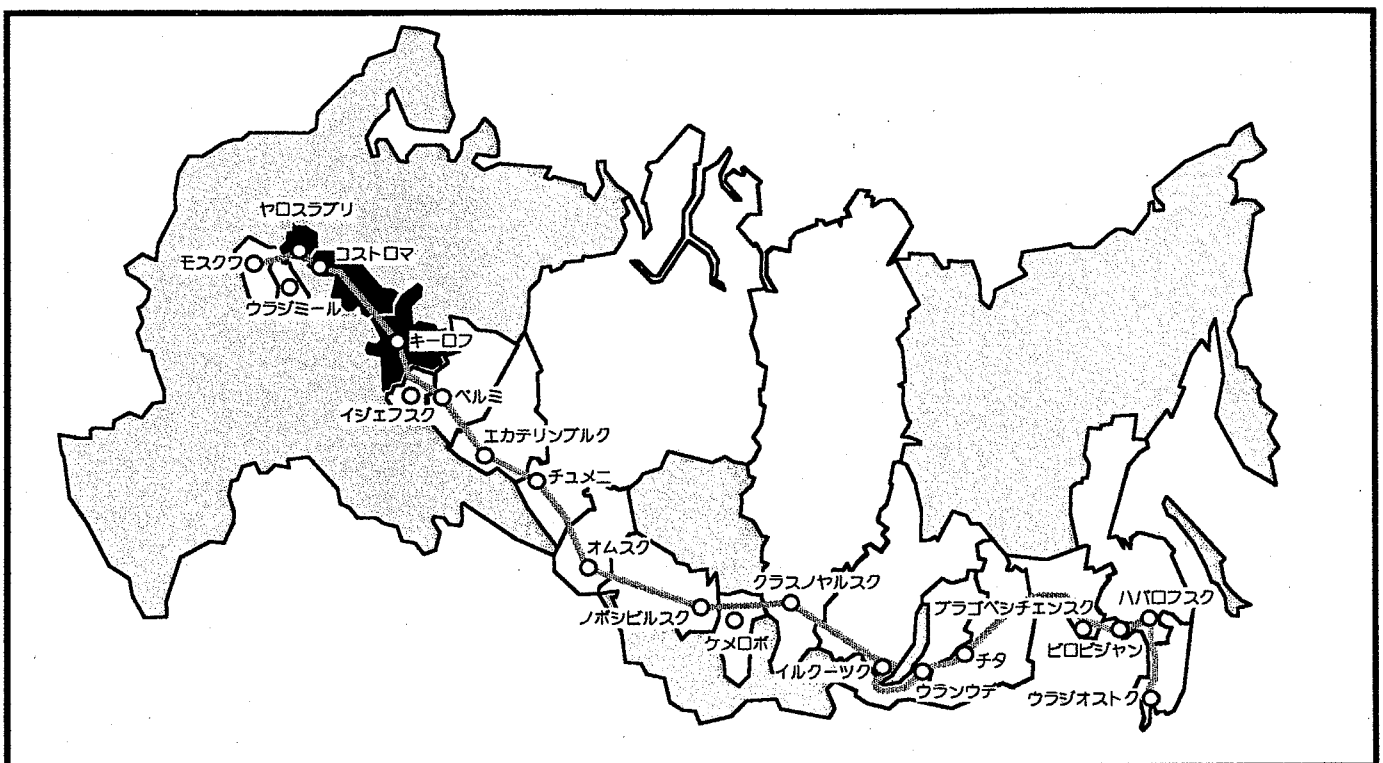 ヤロスラブリ
コストロマ
モスクワ
ウラジミール
キーロフ
ペルミ
イジェフスク
エカテリンブルク
チュメニ
オムスク
クラスノヤルスク
ノボシビルスク
ケメロボ
ブラゴベシチェンスク
ハバロフスク
ビロビジャン
イルクーツク
チタ
ウランウデ
ウラジオストク